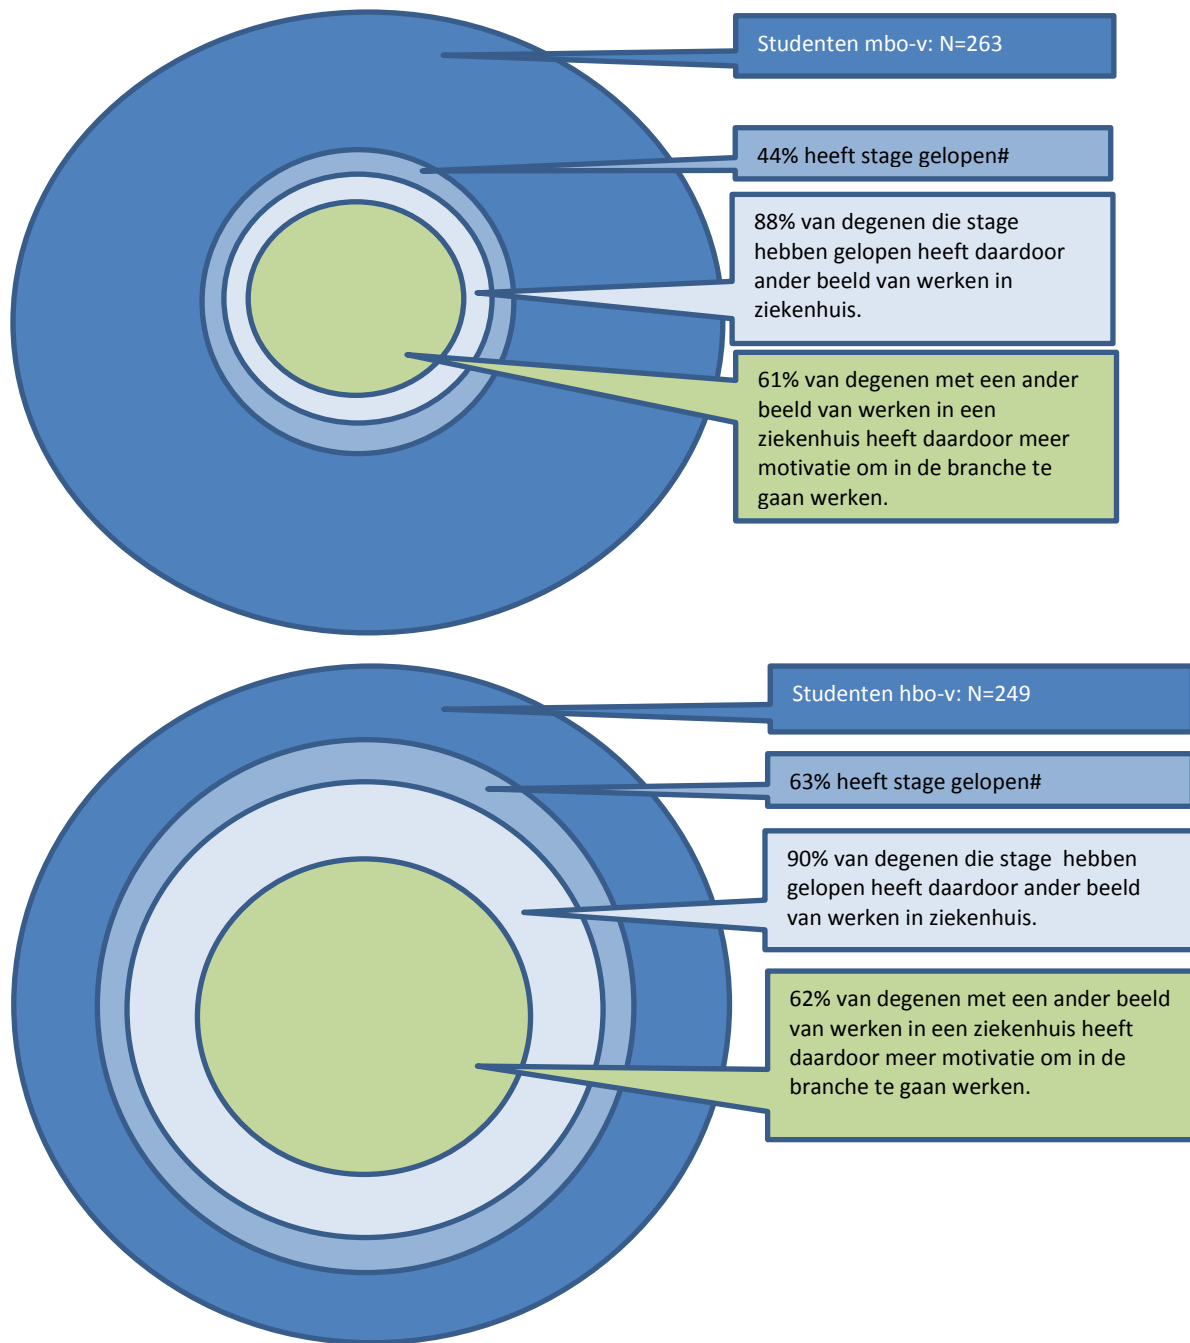 Studenten mbo-v: N=263
44% heeft stage gelopen#
88% van degenen die stage
hebben gelopen heeft daardoor
ander beeld van werken in
ziekenhuis.
61% van degenen met een ander
beeld van werken in een
ziekenhuis heeft daardoor meer
motivatie om in de branche te
gaan werken.
Studenten hbo-v: N=249
63% heeft stage gelopen#
90% van degenen die stage  hebben
gelopen heeft daardoor ander beeld
van werken in ziekenhuis.
62% van degenen met een ander beeld
van werken in een ziekenhuis heeft
daardoor meer motivatie om in de
branche te gaan werken.